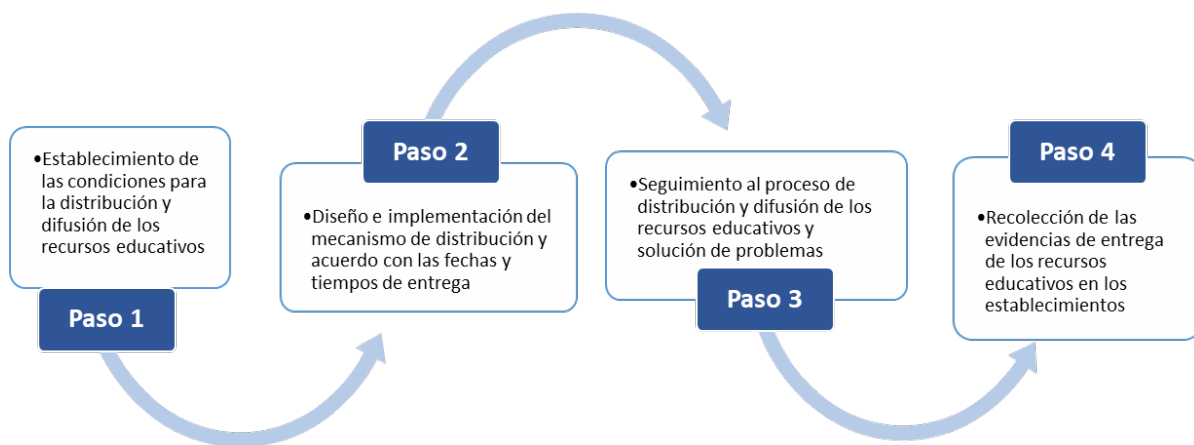 •Establecimiento de
las condiciones para
la distribución y
difusión de los
recursos educativos
Paso 1
Paso 2
•Diseño e implementación del
mecanismo de distribución y
acuerdo con las fechas y
tiempos de entrega
•Seguimiento al proceso de
distribución y difusión de los
recursos educativos y
solución de problemas
Paso 3
Paso 4
•Recolección de las
evidencias de entrega
de los recursos
educativos en los
establecimientos